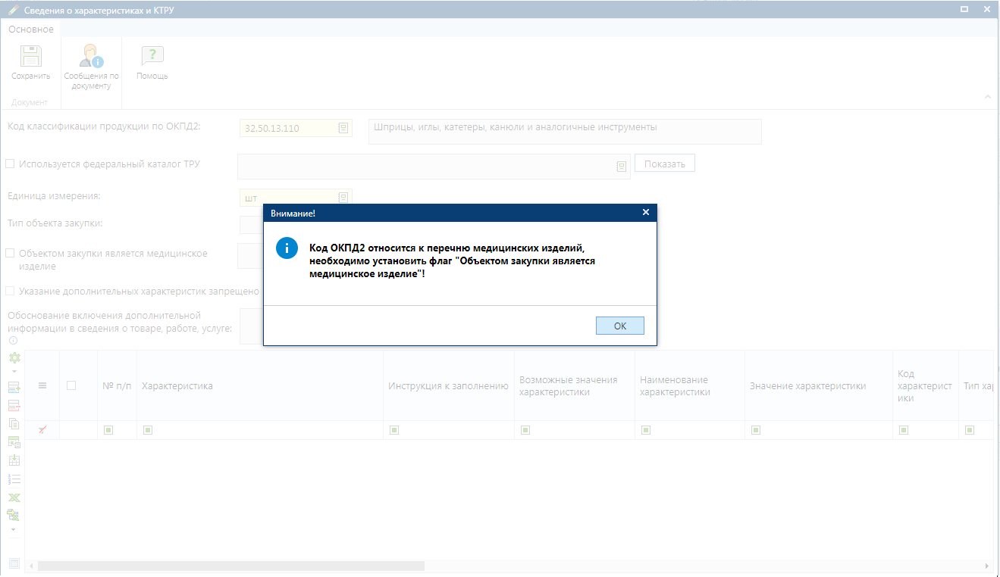 Сведения о характеристиках и КТРУ
Основное
Сохранить
Сообщения по
документу
Помощь
Документ
Код классификации продукции по ОКПД2:
32.50.13.110
Шприцы, иглы, катетеры, канюли и аналогичные инструменты
Используется федеральный каталог ТРУ
Показать
Единица измерения:
шт
Тип объекта закупки:
Внимание!
Код ОКПД2 относится к перечню медицинских изделий,
необходимо установить флаг "Объектом закупки является
медицинское изделие"!
ОК
Объектом закупки является медицинское
изделие
Указание дополнительных характеристик запрещено
Обоснование включения дополнительной
информации в сведения о товаре, работе, услуге:
№ п/п
Характеристика
Инструкция к заполнению
Возможные значения
характеристики
Наименование
характеристики
Значение характеристики
Код
характерист
ики
Тип хар